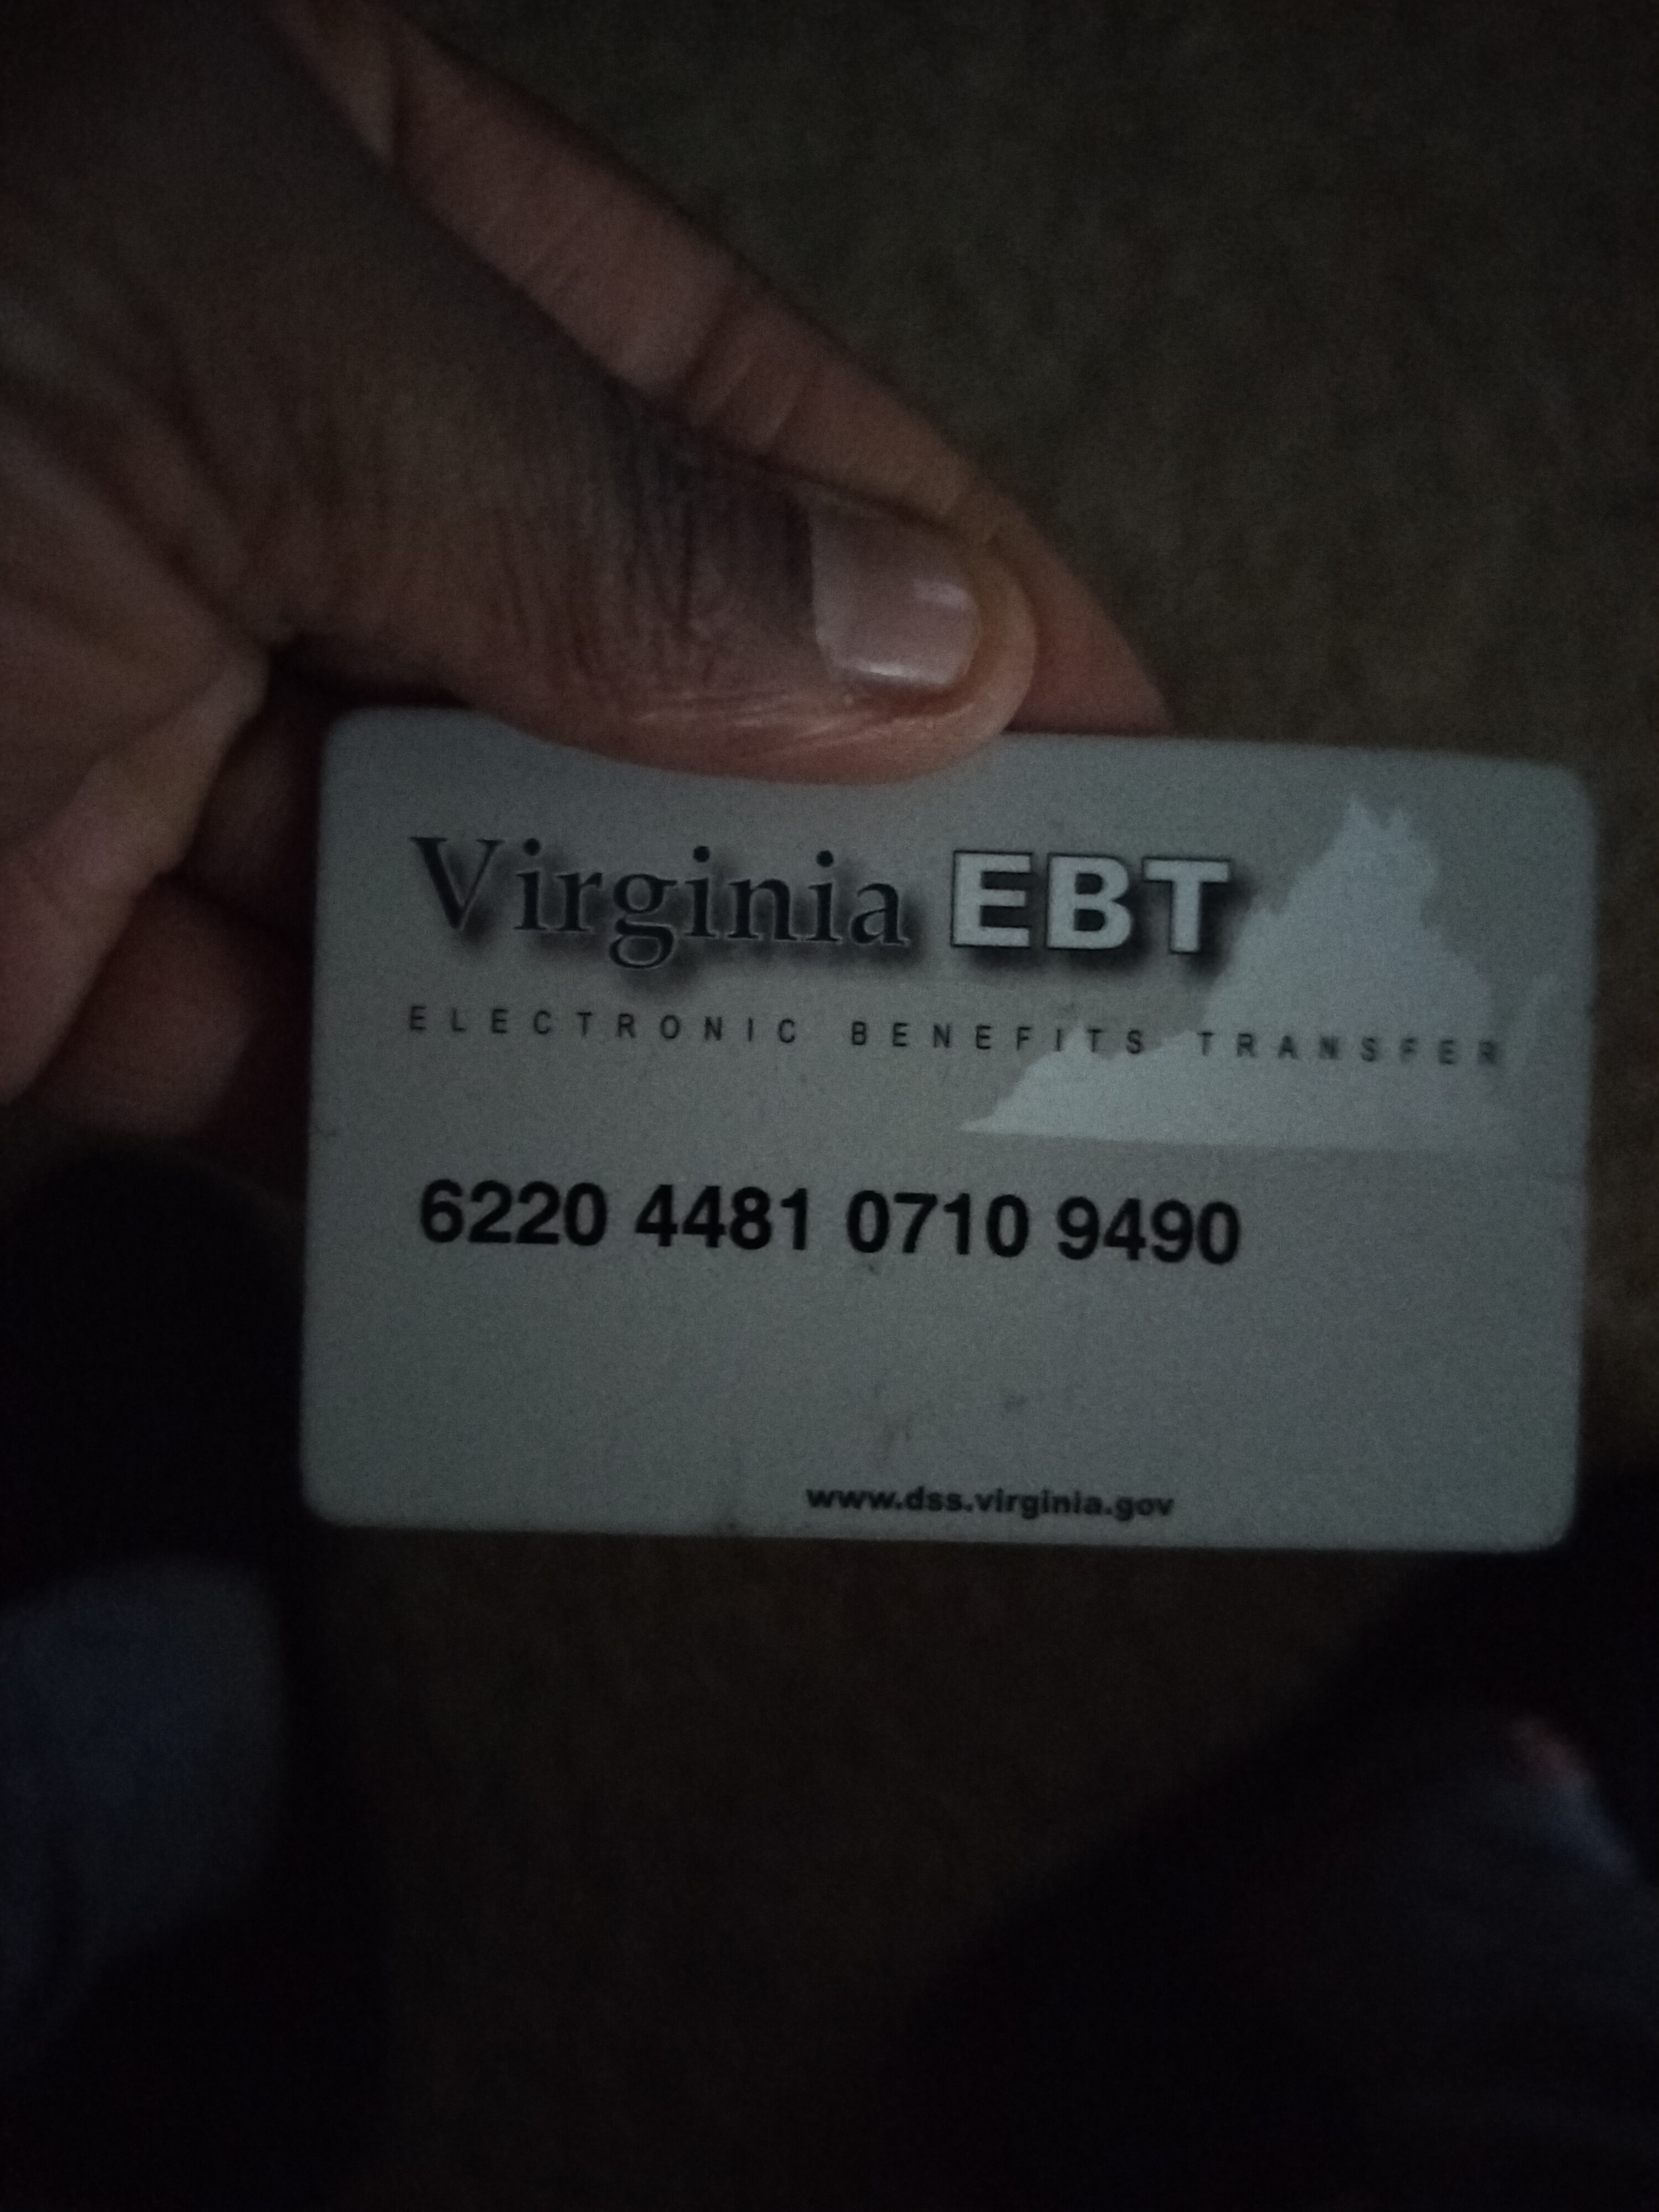 Virginia EBT
ELECTRONIC BENEFITS TRANSFER
6220 4481 0710 9490
www.dss.virginia.gov